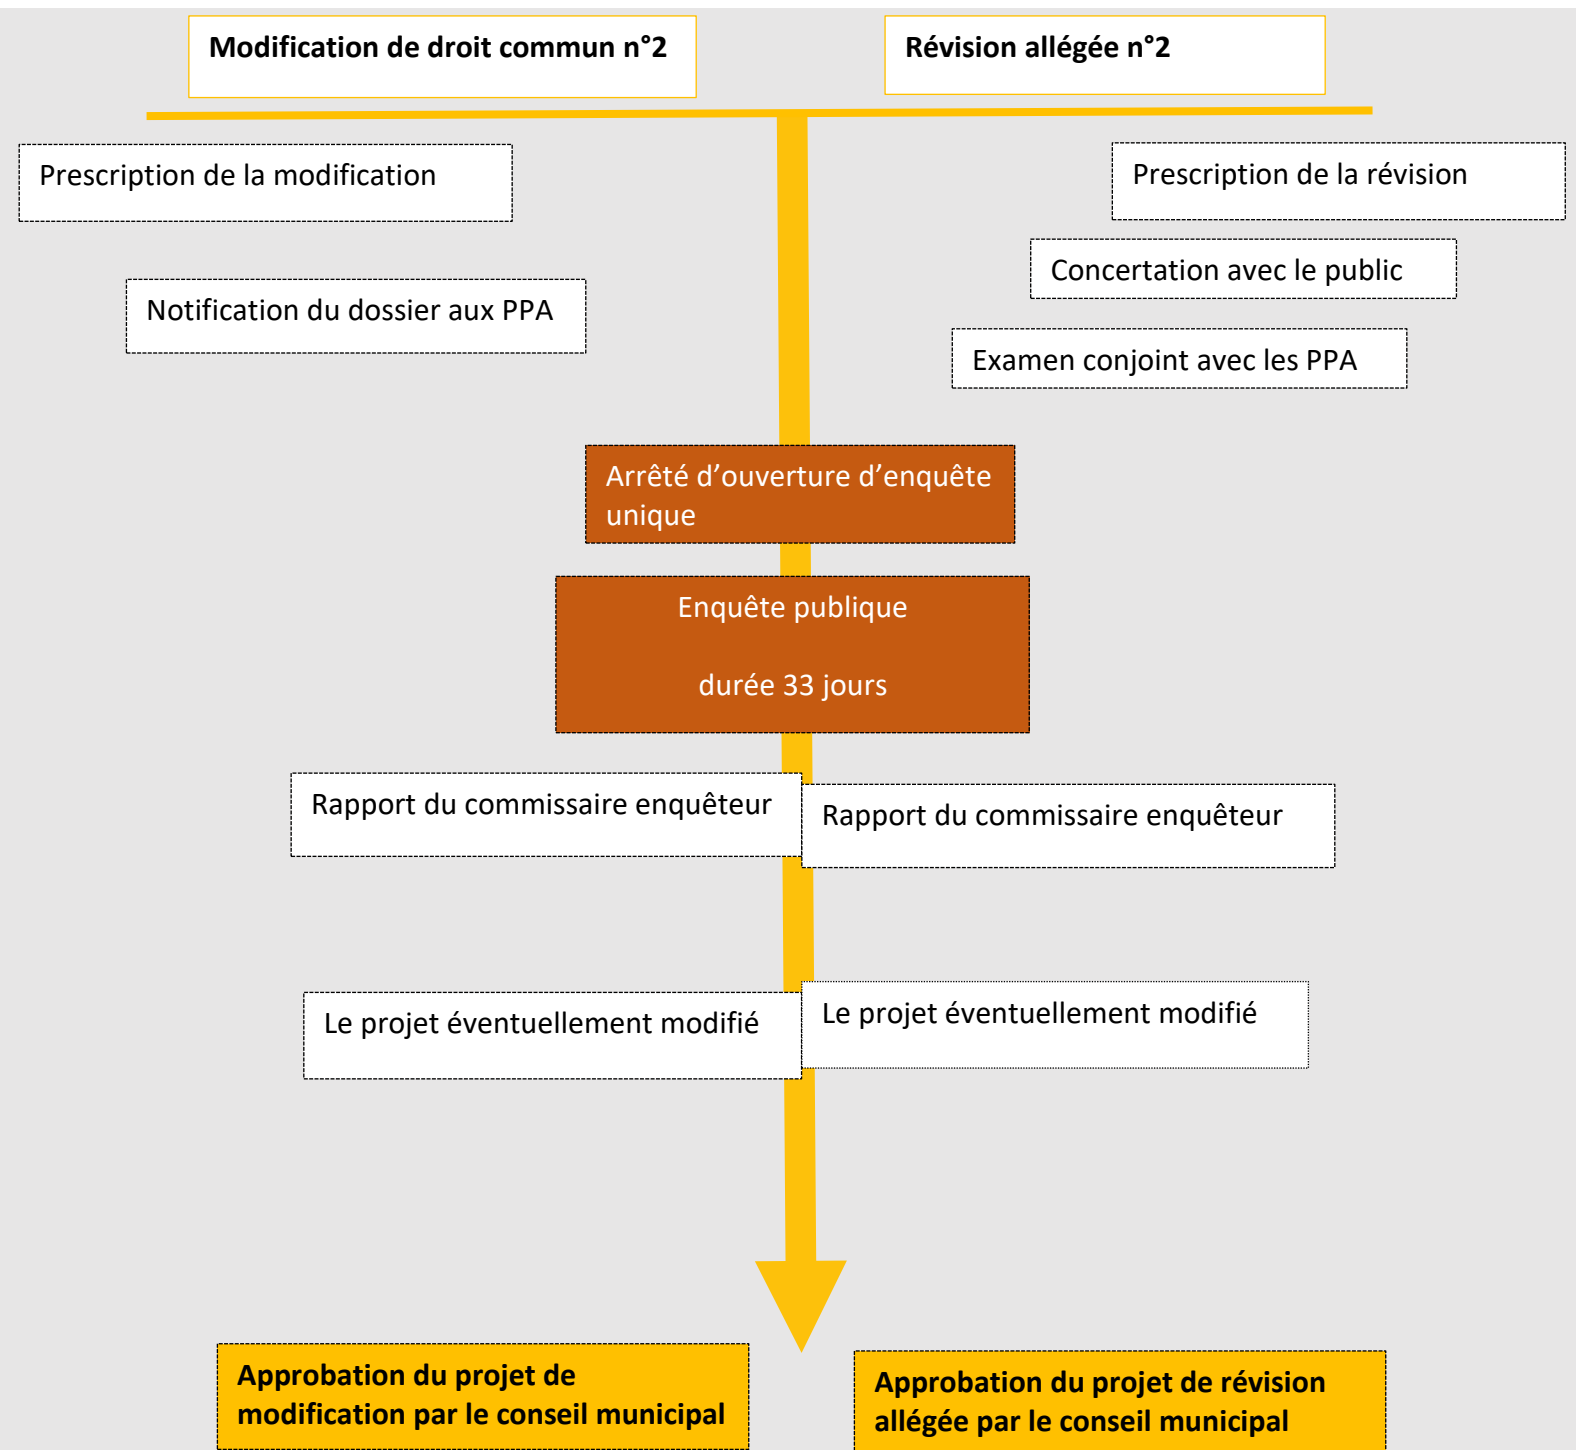 Modification de droit commun n°2
Révision allégée n°2
Prescription de la modification
Prescription de la révision
Concertation avec le public
Notification du dossier aux PPA
Examen conjoint avec les PPA
Arrêté d’ouverture d’enquête
unique
Enquête publique
durée 33 jours
Rapport du commissaire enquêteur
Rapport du commissaire enquêteur
Le projet éventuellement modifié
Le projet éventuellement modifié
Approbation du projet de
modification par le conseil municipal
Approbation du projet de révision
allégée par le conseil municipal